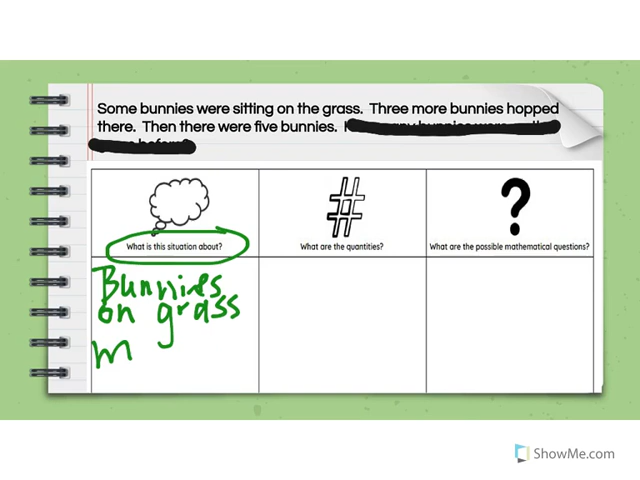 Some bunnies were sitting on the grass. Three more bunnies hopped
there. Then there were five bunnies.
What is this situation about?
What are the quantities?
What are the possible mathematical questions?
Bunnies
on grass
m
ShowMe.com